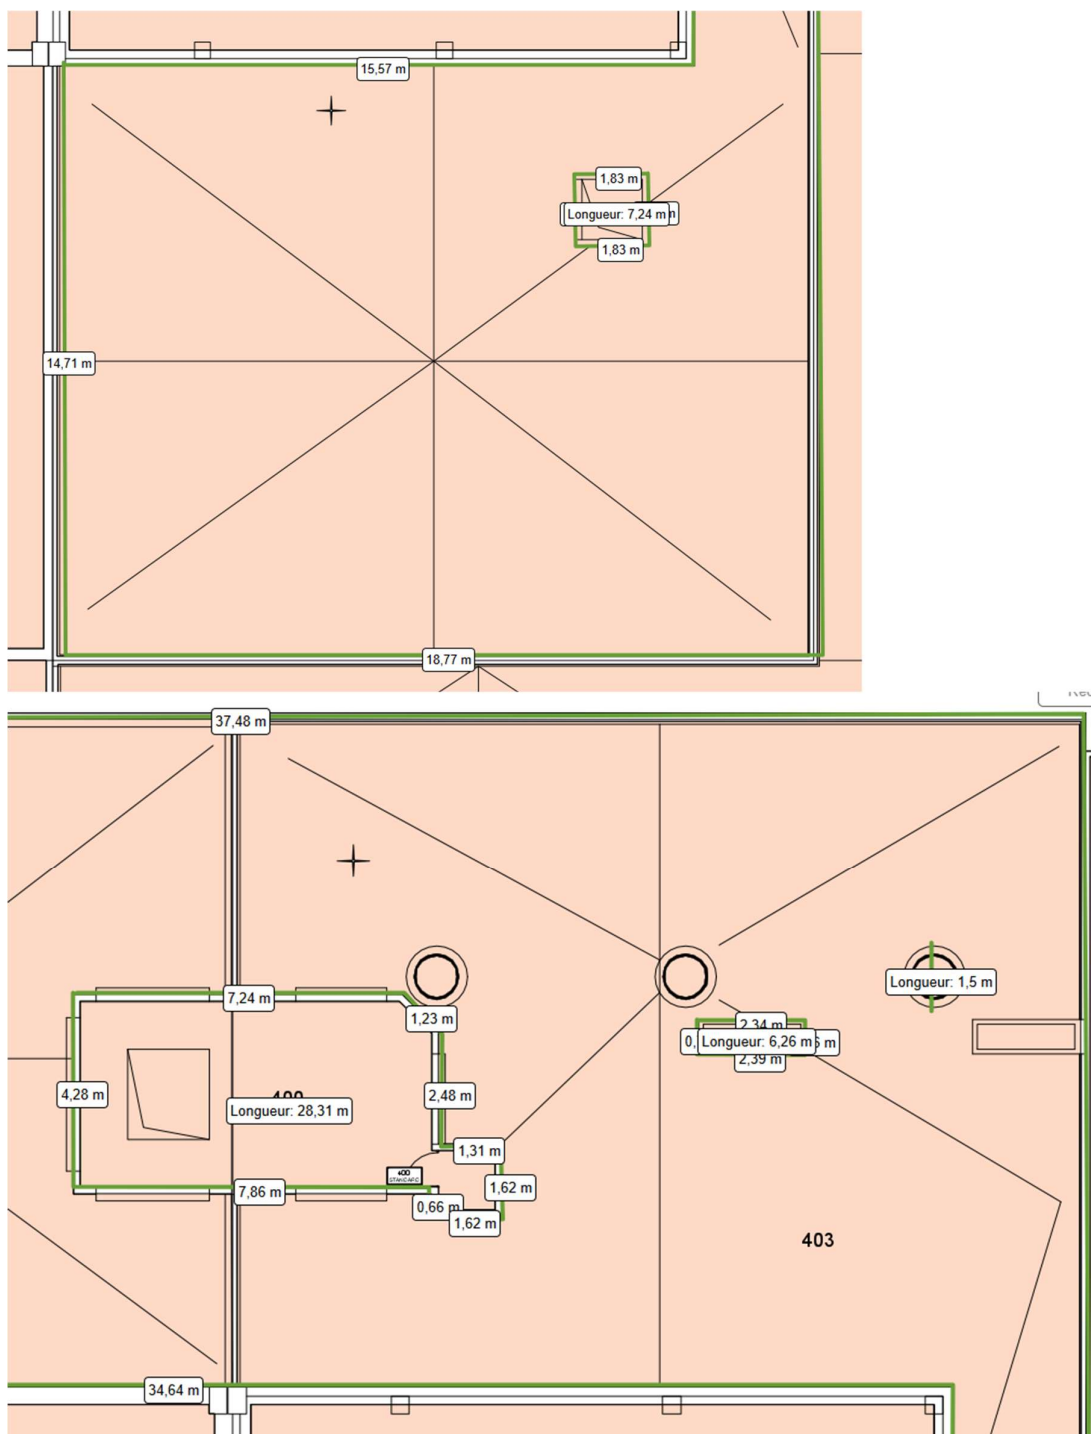 15,57 m
1,83 m
Longueur: 7,24 m
1,83 m
14,71 m
18,77 m
37,48 m
Longueur: 1,5 m
7,24 m
1,23 m
2,34 m
Longueur: 6,26 m
2,39 m
4,28 m
2,48 m
Longueur: 28,31 m
1,31 m
400
7,86 m
1,62 m
0,66 m
1,62 m
403
34,64 m